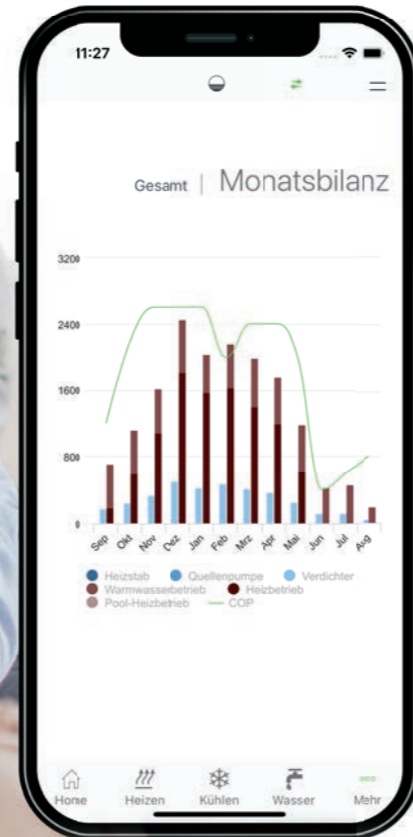 11:27
Gesamt | Monatsbilanz
3200
2400
1600
800
0
Sep Okt Nov Dez Jan Feb Mrz Apr Mai Jun Jul Aug
Heizstab Quellenpumpe Verdichter
Warmwasserbetrieb Heizbetrieb
Pool-Heizbetrieb COP
Home Heizen Kühlen Wasser Mehr